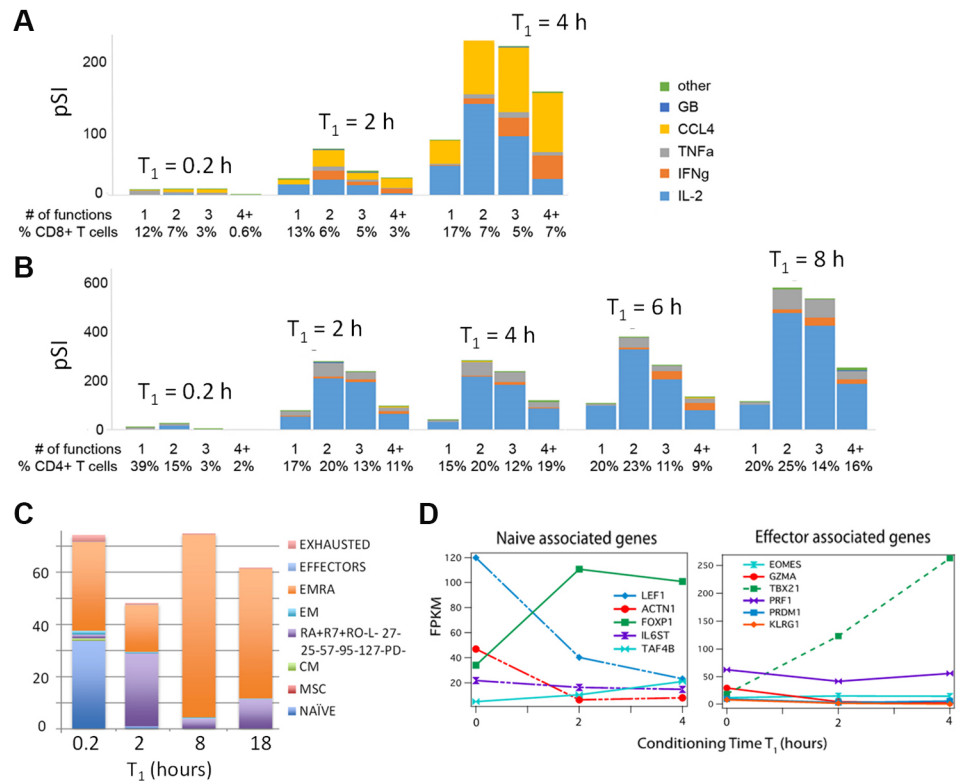 A
T1 = 4 h
200
pSI
100
0
T1 = 2 h
T1 = 0.2 h
other
GB
CCL4
TNFa
IFNg
IL-2
# of functions 1 2 3 4+ 1 2 3 4+ 1 2 3 4+
% CD8+ T cells 12% 7% 3% 0.6% 13% 6% 5% 3% 17% 7% 5% 7%
B
T1 = 8 h
600
T1 = 6 h
T1 = 2 h
T1 = 4 h
400
pSI
200
T1 = 0.2 h
0
# of functions 1 2 3 4+ 1 2 3 4+ 1 2 3 4+ 1 2 3 4+ 1 2 3 4+
% CD4+ T cells 39% 15% 3% 2% 17% 20% 13% 11% 15% 20% 12% 19% 20% 23% 11% 9% 20% 25% 14% 16%
C
60
40
20
0
0.2 2 8 18
T1 (hours)
EXHAUSTED
EFFECTORS
EMRA
EM
RA+R7+RO-L- 27-
25-57-95-127-PD-
CM
MSC
NAÏVE
D
Naive associated genes
120
100
80
60
40
20
FPKM
LEF1
ACTN1
FOXP1
IL6ST
TAF4B
0 2 4
Effector associated genes
250
200
150
100
50
0
EOMES
GZMA
TBX21
PRF1
PRDM1
KLRG1
0 2 4
Conditioning Time T1 (hours)